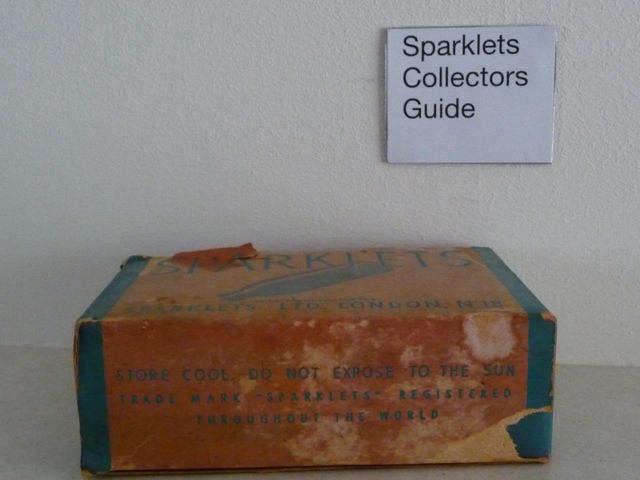 Sparklets
Collectors
Guide
SPARKLETS
SPARKLETS LTD. LONDON. N.18
STORE COOL. DO NOT EXPOSE TO THE SUN
TRADE MARK "SPARKLETS" REGISTERED
THROUGHOUT THE WORLD